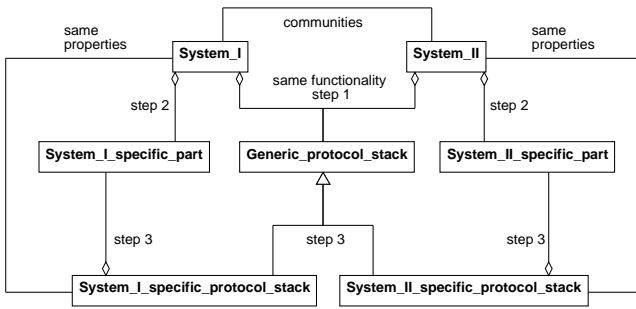 same
properties
communities
same
properties
System_I
System_II
same functionality
step 1
step 2
step 2
System_I_specific_part
Generic_protocol_stack
System_II_specific_part
step 3
step 3
step 3
System_I_specific_protocol_stack
System_II_specific_protocol_stack